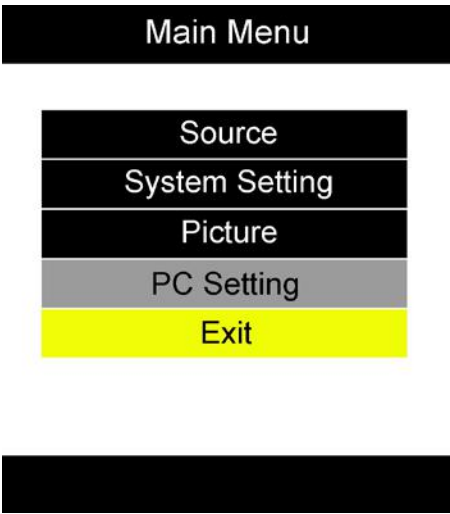 Main Menu
Source
System Setting
Picture
PC Setting
Exit